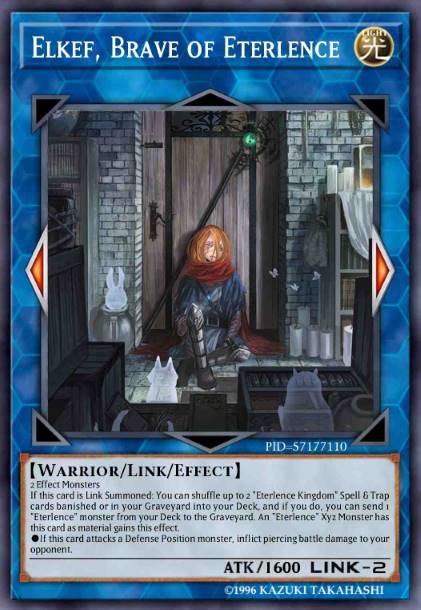 Elkef, Brave of Eterlence
LIGHT
光
PID=57177110
【Warrior/Link/Effect】
2 Effect Monsters
If this card is Link Summoned: You can shuffle up to 2 "Eterlence Kingdom" Spell & Trap
cards banished or in your Graveyard into your Deck, and if you do, you can send 1
"Eterlence" monster from your Deck to the Graveyard. An "Eterlence" Xyz Monster has
this card as material gains this effect.
●If this card attacks a Defense Position monster, inflict piercing battle damage to your
opponent.
ATK/1600 LINK-2
©1996 KAZUKI TAKAHASHI